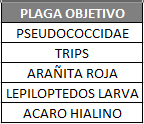 PLAGA OBJETIVO
PSEUDOCOCCIDAE
TRIPS
ARAÑITA ROJA
LEPILOPTEDOS LARVA
ACARO HIALINO